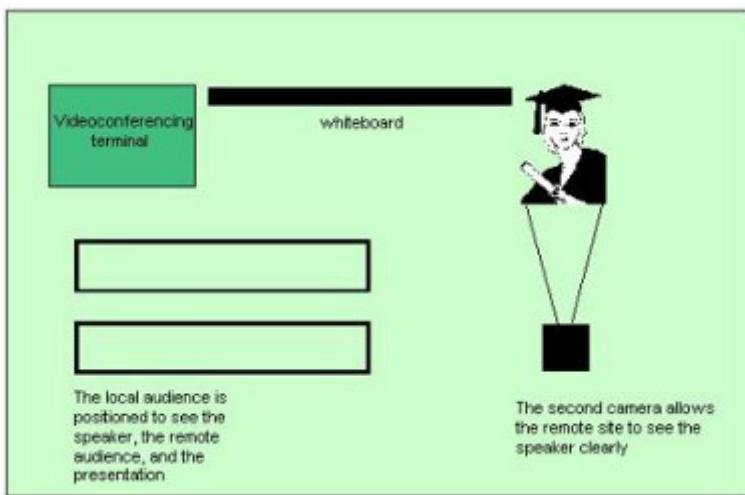 Videoconferencing
terminal
whiteboard
The local audience is
positioned to see the
speaker, the remote
audience, and the
presentation
The second camera allows
the remote site to see the
speaker clearly